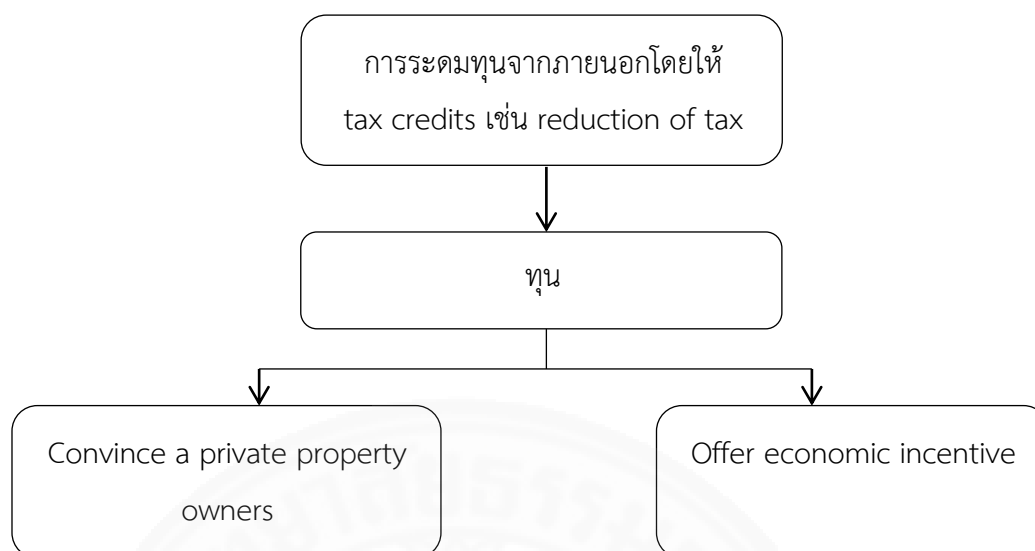 การระดมทุนจากภายนอกโดยให้
tax credits เช่น reduction of tax
ทุน
Convince a private property
owners
Offer economic incentive